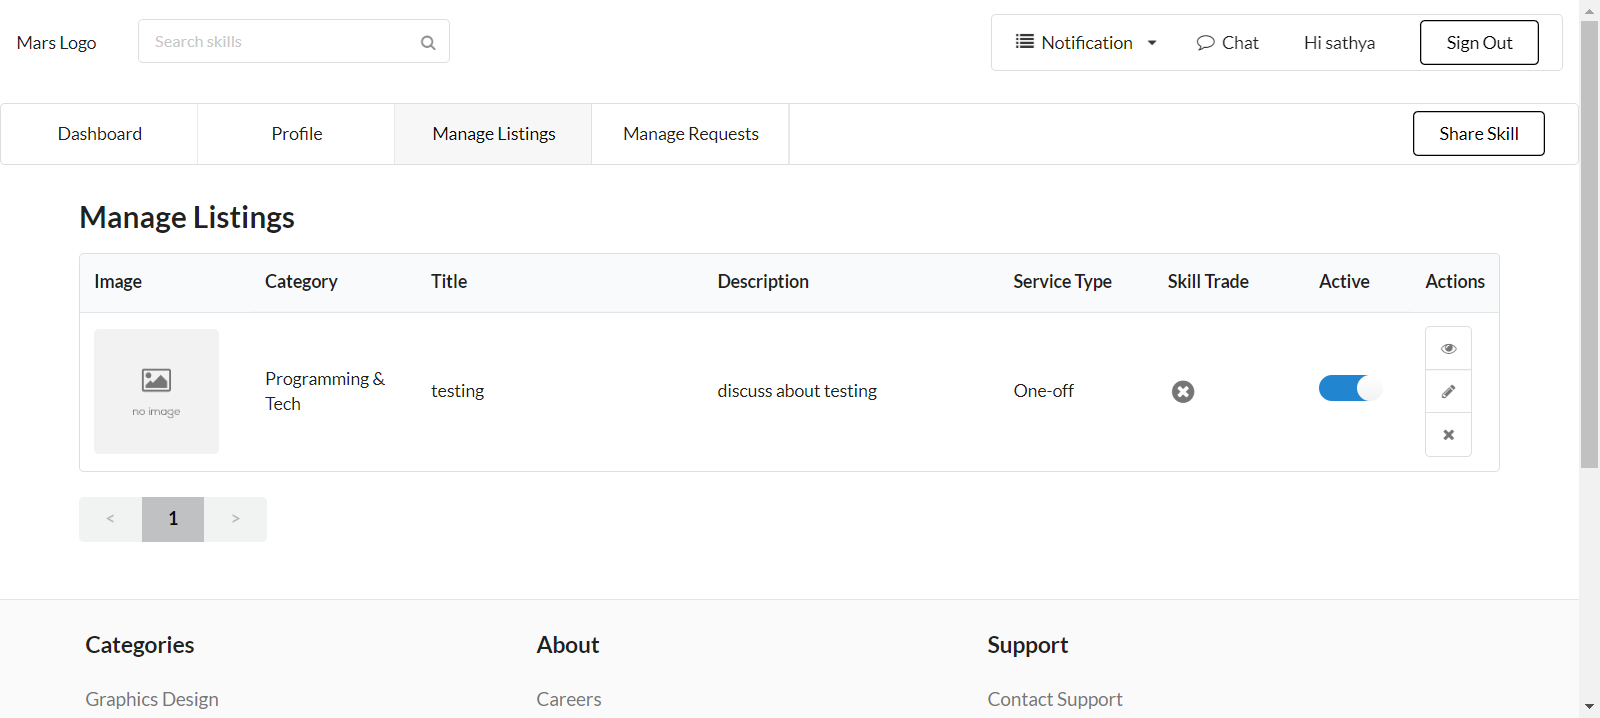 Mars Logo
Search skills
Notification
Chat
Hi sathya
Sign Out
Dashboard
Profile
Manage Listings
Manage Requests
Share Skill
Manage Listings
Image Category Title Description Service Type Skill Trade Active Actions
no image
Programming &
Tech
testing
discuss about testing
One-off
< 1 >
Categories About Support
Graphics Design Careers Contact Support